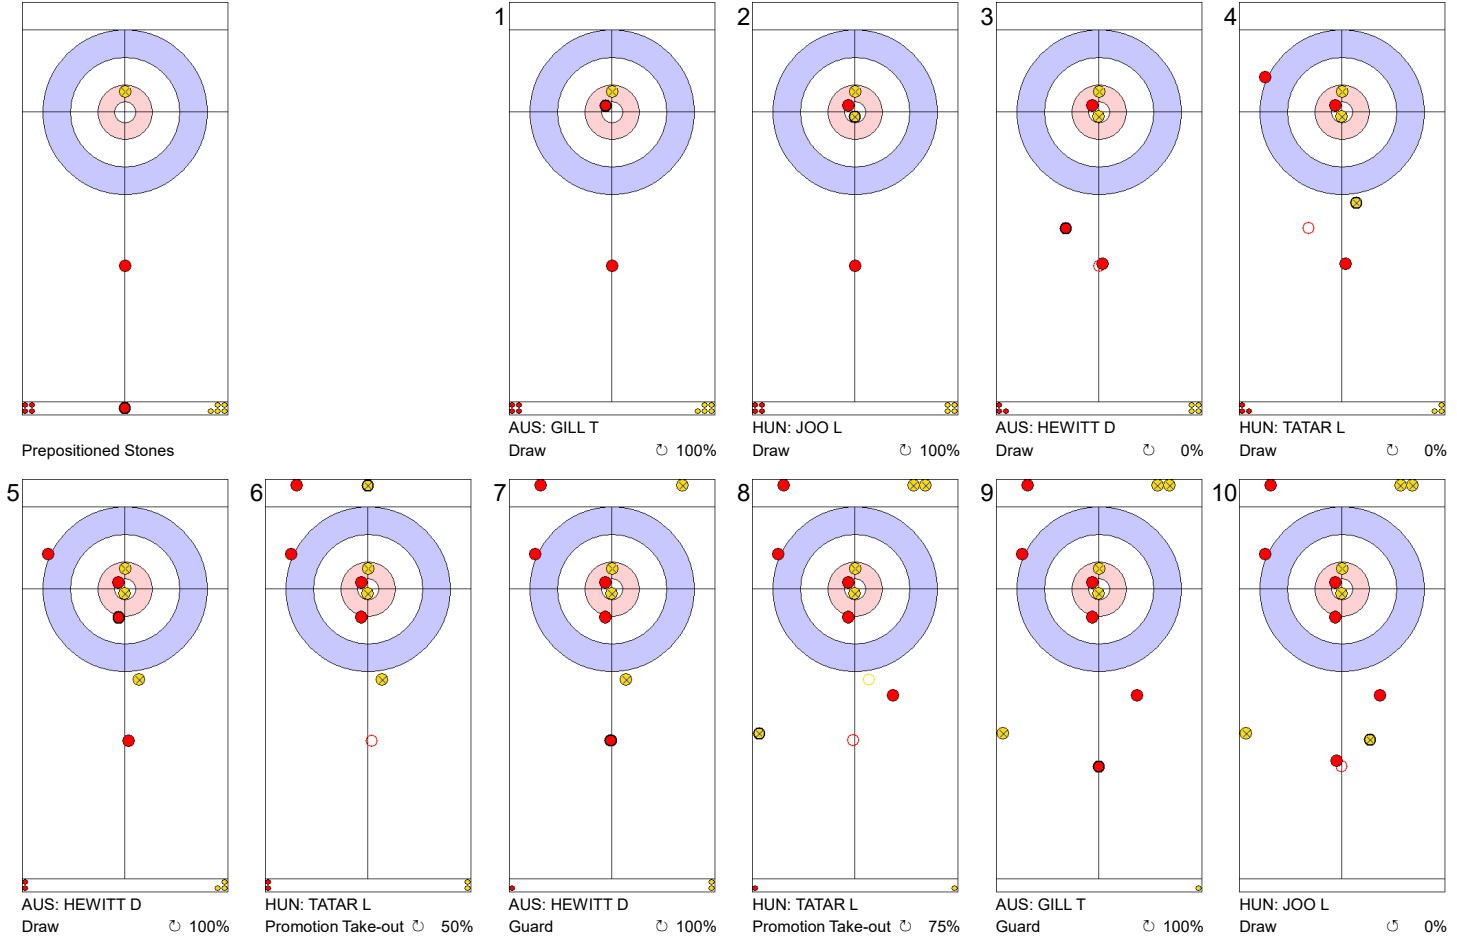 1
2
3
4
Prepositioned Stones
AUS: GILL T
Draw ↻ 100%
HUN: JOO L
Draw ↻ 100%
AUS: HEWITT D
Draw ↻ 0%
HUN: TATAR L
Draw ↻ 0%
5
6
7
8
9
10
AUS: HEWITT D
Draw ↻ 100%
HUN: TATAR L
Promotion Take-out ↻ 50%
AUS: HEWITT D
Guard ↻ 100%
HUN: TATAR L
Promotion Take-out ↻ 75%
AUS: GILL T
Guard ↻ 100%
HUN: JOO L
Draw ↺ 0%